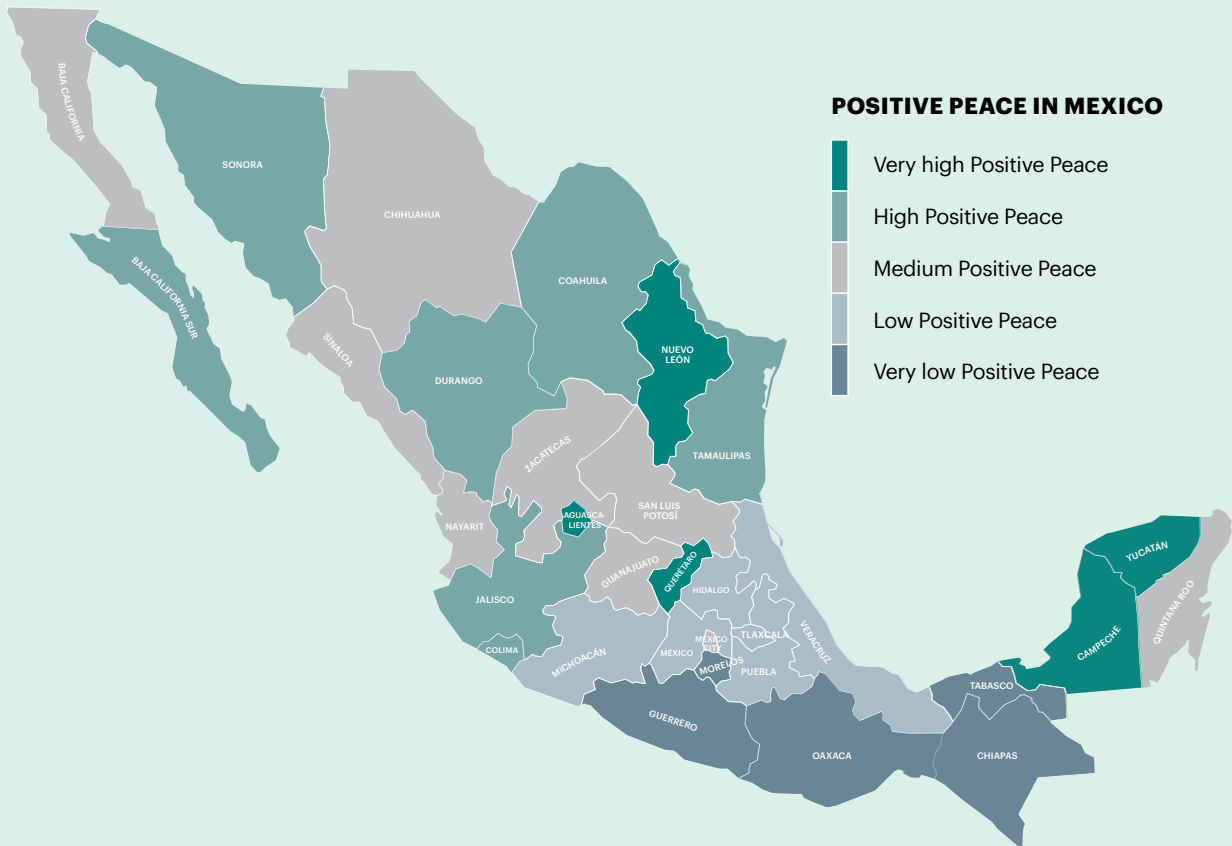 POSITIVE PEACE IN MEXICO
Very high Positive Peace
High Positive Peace
Medium Positive Peace
Low Positive Peace
Very low Positive Peace
BAJA CALIFORNIA
SONORA
CHIHUAHUA
BAJA CALIFORNIA SUR
COAHUILA
SINALOA
NUEVO
LEÓN
DURANGO
ZACATECAS
TAMAULIPAS
SAN LUIS
POTOSÍ
NAYARIT
AGUASCA-
LIENTES
GUANAJUATO
QUERÉTARO
HIDALGO
JALISCO
COLIMA
MICHOACÁN
MÉXICO
MEXICO
CITY
TLAXCALA
MORELOS
PUEBLA
VERACRUZ
GUERRERO
OAXACA
TABASCO
CHIAPAS
CAMPECHE
YUCATÁN
QUINTANA ROO